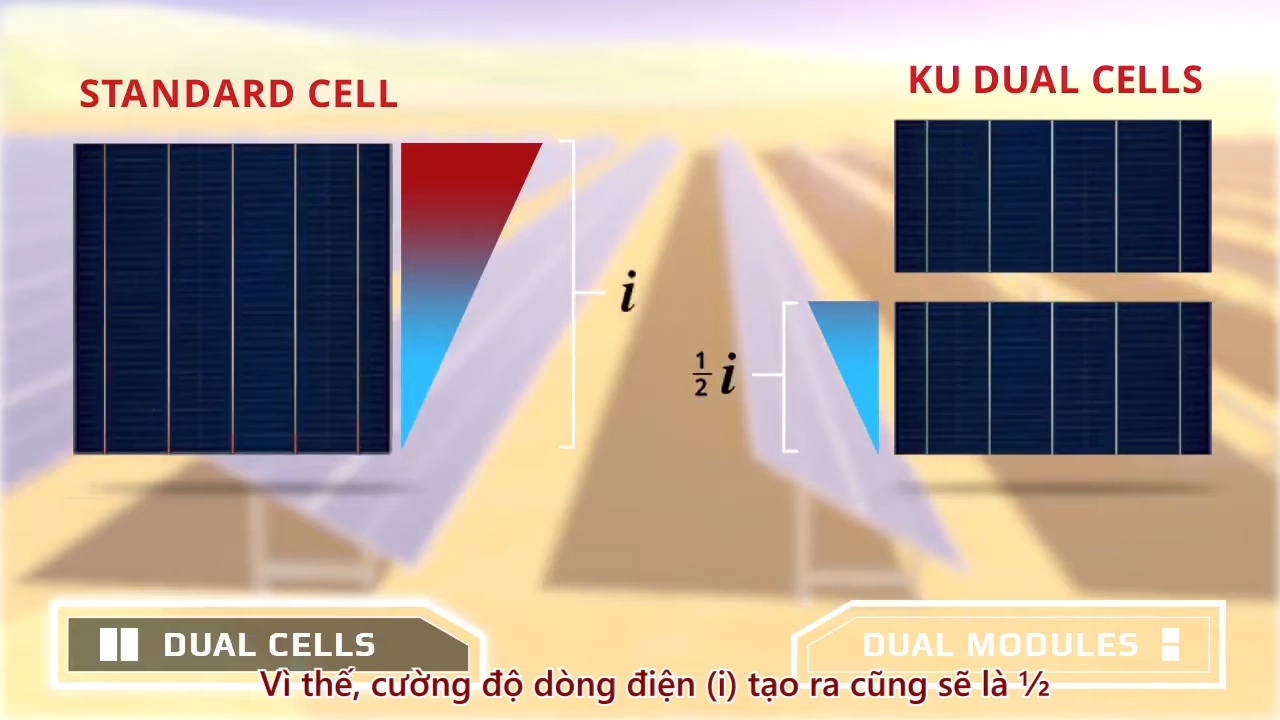 STANDARD CELL
KU DUAL CELLS
i
½ i
DUAL CELLS
DUAL MODULES
Vì thế, cường độ dòng điện (i) tạo ra cũng sẽ là ½